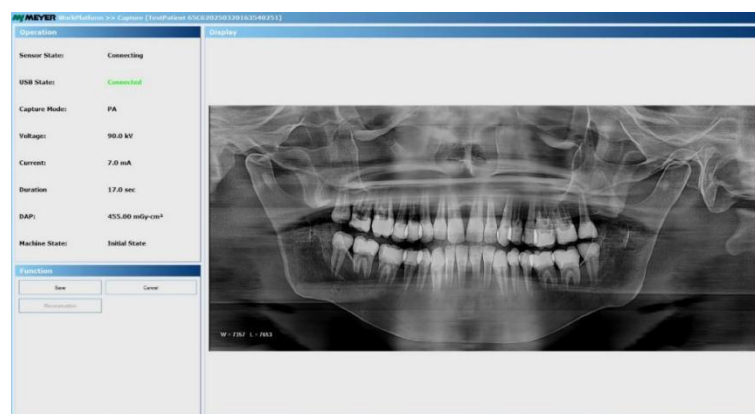 MEYER WorkPlatform >> Capture (TestPatient
Operation
Sensor State: Connecting
USB State: Connected
Capture Mode: PA
Voltage: 90.0 kV
Current: 7.0 mA
Duration 17.0 sec
DAP: 455.00 mGy·cm²
Machine State: Initial State
Function
Save Cancel
Reconstruction
Display
W = 7357 L = 7653